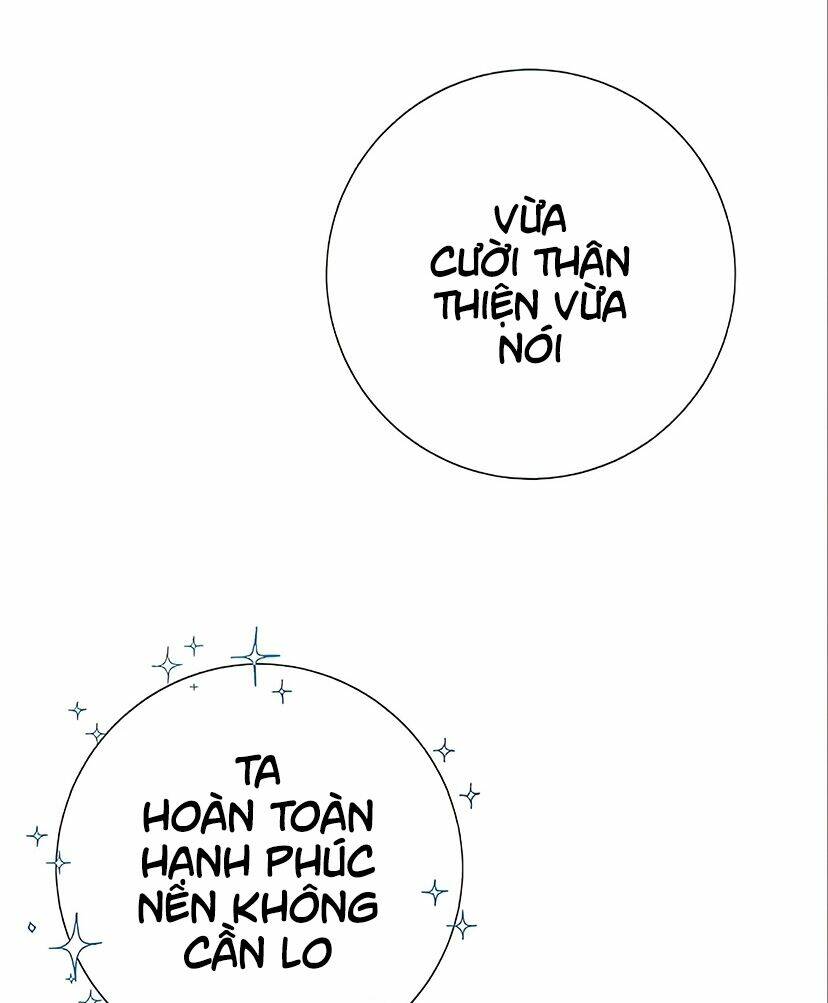 VỪA
CƯỜI THÂN
THIỆN VỪA
NÓI
TA
HOÀN TOÀN
HẠNH PHÚC
NÊN KHÔNG
CẦN LO